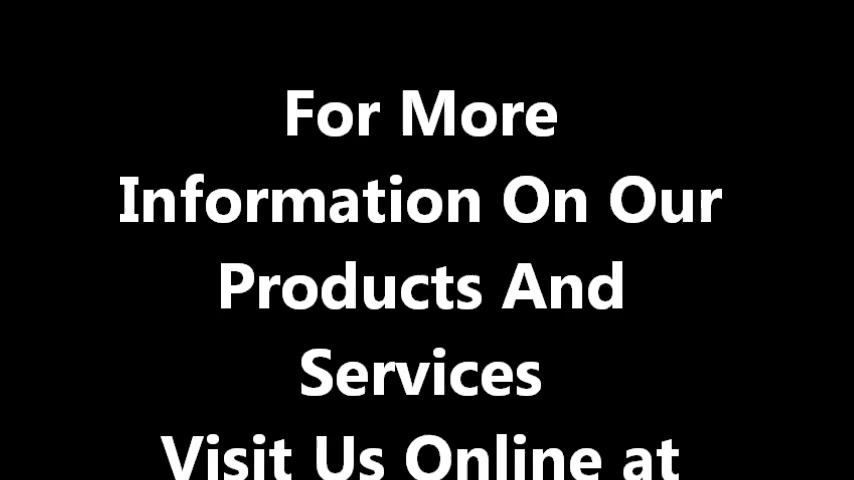 For More
Information On Our
Products And
Services
Visit Us Online at